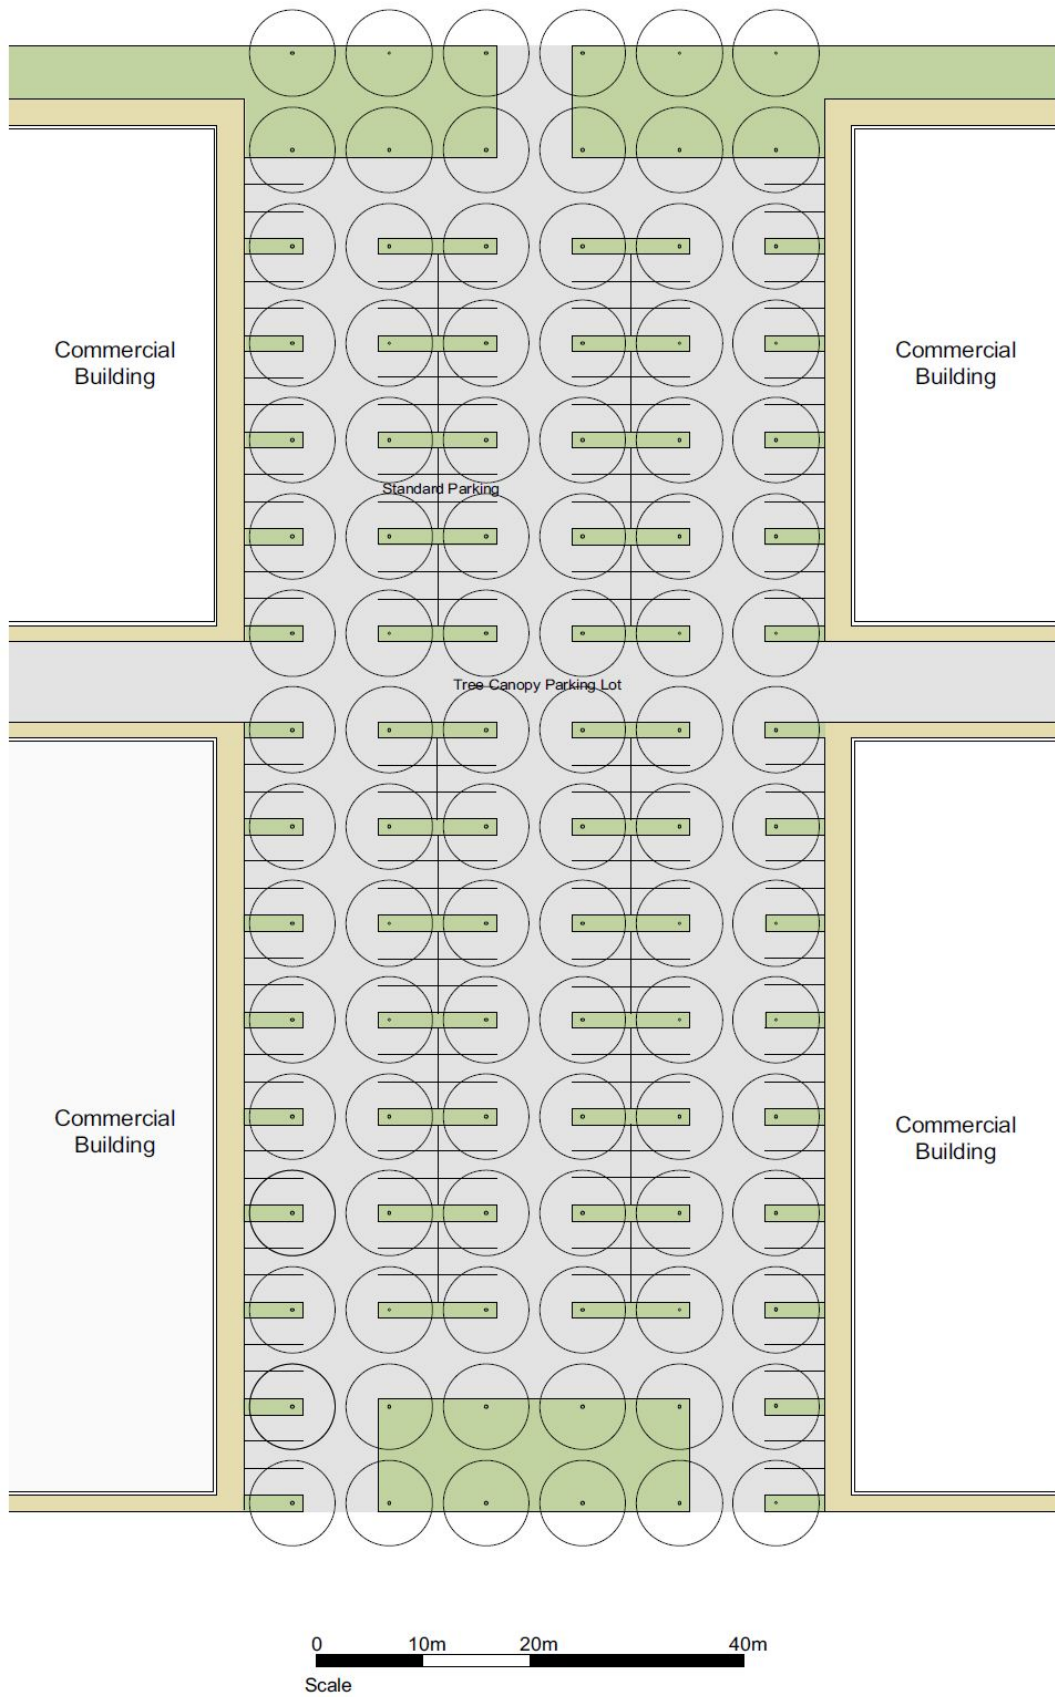 Commercial
Building
Commercial
Building
Standard Parking
Tree Canopy Parking Lot
Commercial
Building
Commercial
Building
0 10m 20m 40m
Scale